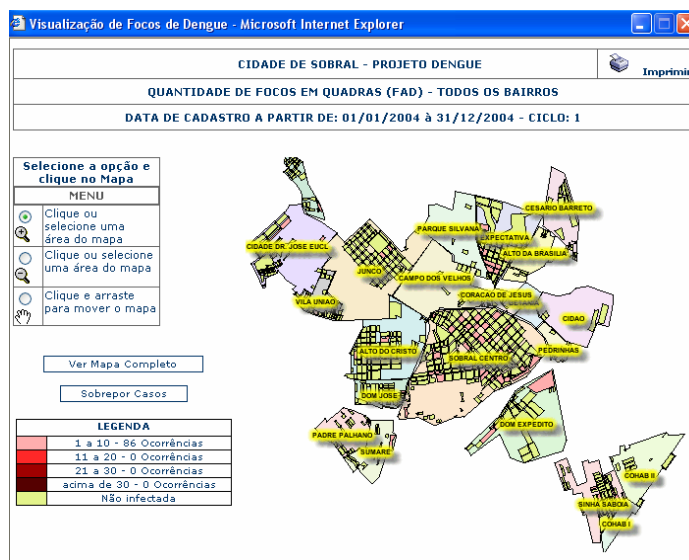 Visualização de Focos de Dengue - Microsoft Internet Explorer
CIDADE DE SOBRAL - PROJETO DENGUE
Imprimir
QUANTIDADE DE FOCOS EM QUADRAS (FAD) - TODOS OS BAIRROS
DATA DE CADASTRO A PARTIR DE: 01/01/2004 à 31/12/2004 - CICLO: 1
Selecione a opção e
clique no Mapa
MENU
Clique ou
selecione uma
área do mapa
Clique ou selecione
uma área do mapa
Clique e arraste
para mover o mapa
Ver Mapa Completo
Sobrepor Casos
LEGENDA
1 a 10 - 86 Ocorrências
11 a 20 - 0 Ocorrências
21 a 30 - 0 Ocorrências
acima de 30 - 0 Ocorrências
Não infectada
CESARIO BARRETO
PARQUE SILVANA
EXPECTATIVA
CIDADE DR. JOSE EUCL
ALTO DA BRASILIA
JUNCO
CAMPO DOS VELHOS
CORACAO DE JESUS
BETANIA
VILA UNIAO
CIDAO
ALTO DO CRISTO
SOBRAL CENTRO
PEDRINHAS
DOM JOSE
DOM EXPEDITO
PADRE PALHANO
SUMARE
COHAB II
SINHA SABOIA
COHAB I